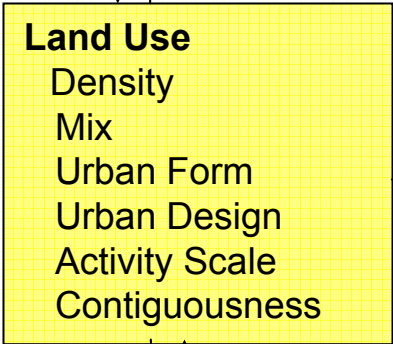 Land Use
Density
Mix
Urban Form
Urban Design
Activity Scale
Contiguousness